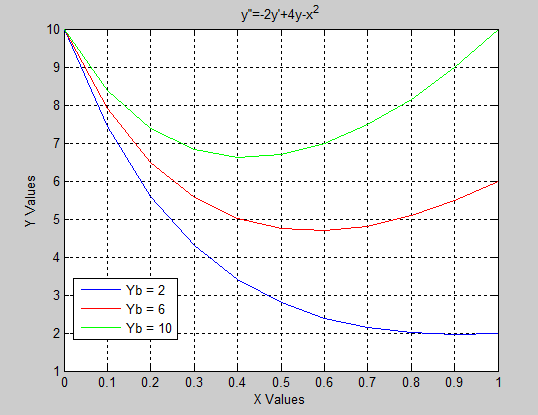 y''=-2y'+4y-x²
10
9
8
7
6
5
4
3
2
1
Y Values
Yb = 2
Yb = 6
Yb = 10
0 0.1 0.2 0.3 0.4 0.5 0.6 0.7 0.8 0.9 1
X Values